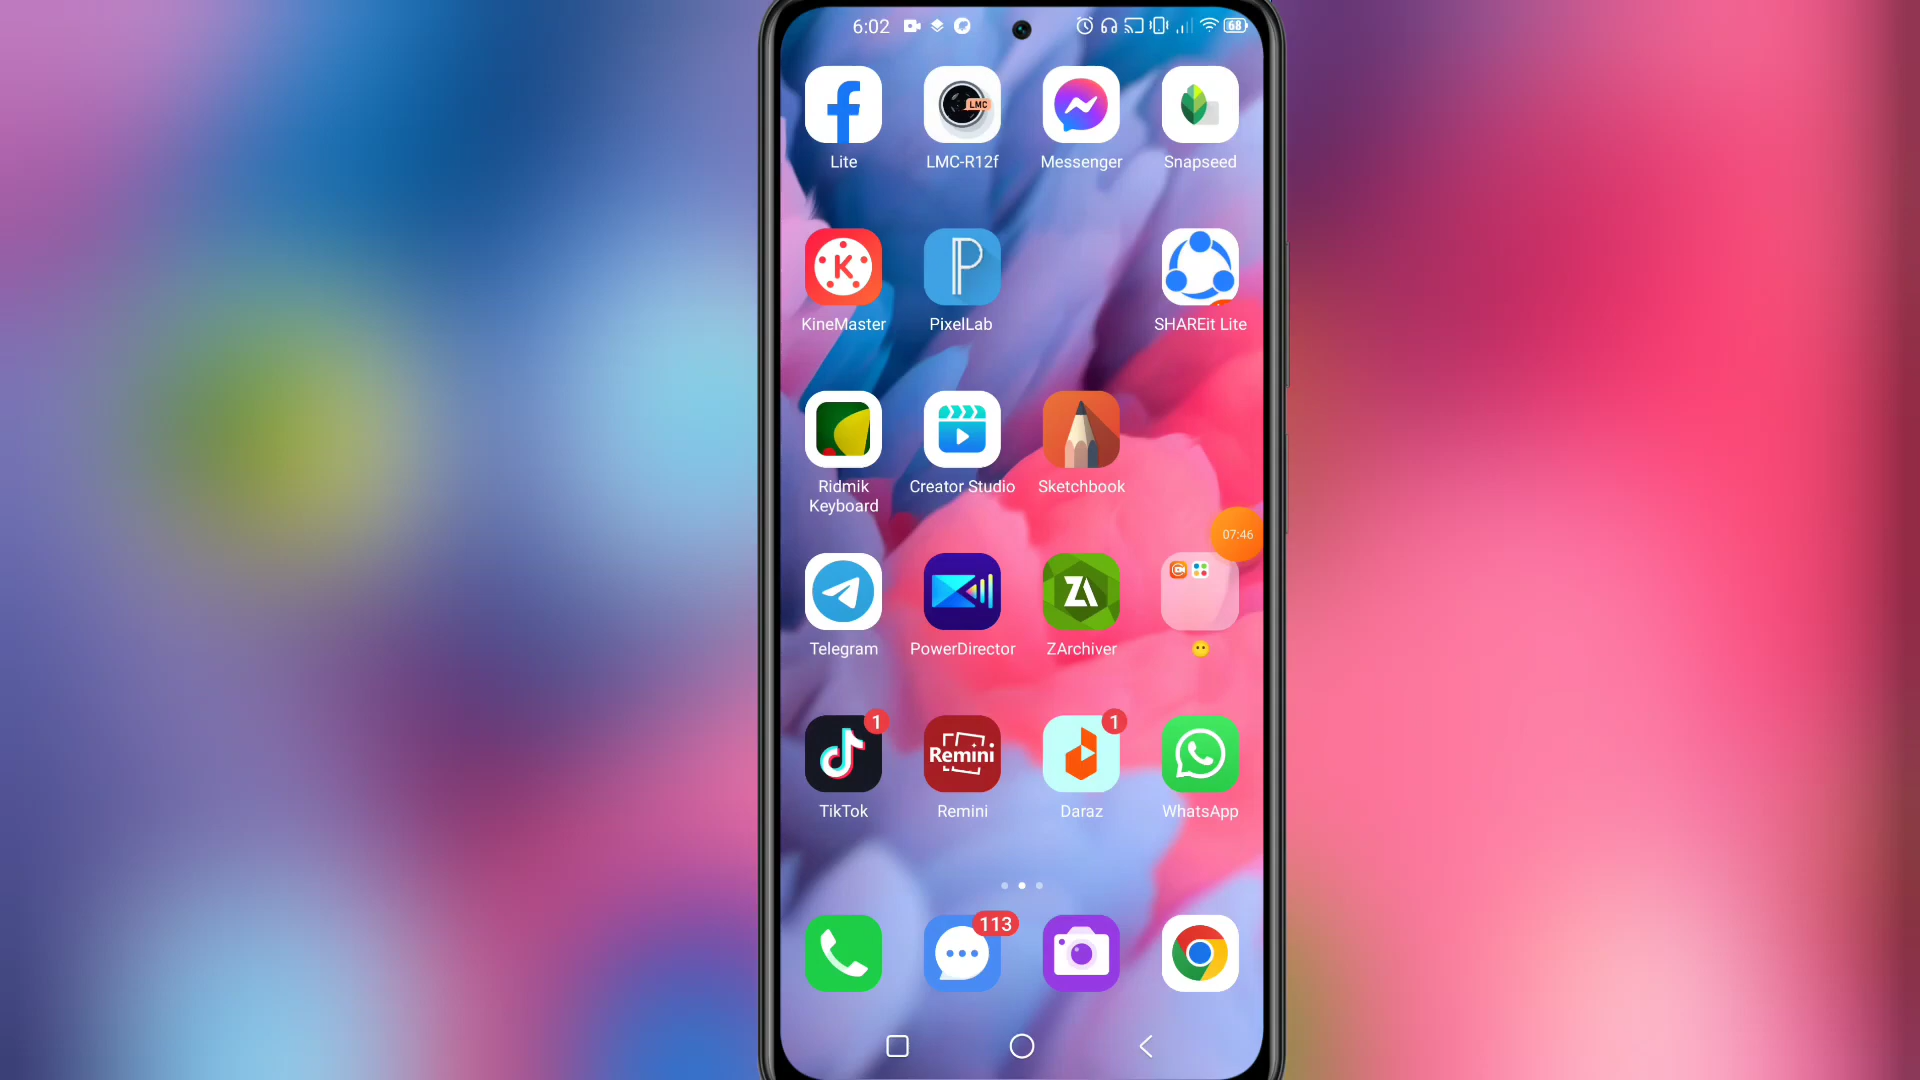 6:02
68
LMC
Lite
LMC-R12f
Messenger
Snapseed
K
P
KineMaster
PixelLab
SHAREit Lite
Ridmik
Keyboard
Creator Studio
Sketchbook
07:46
ZA
Telegram
PowerDirector
ZArchiver
1
1
Remini
TikTok
Remini
Daraz
WhatsApp
113